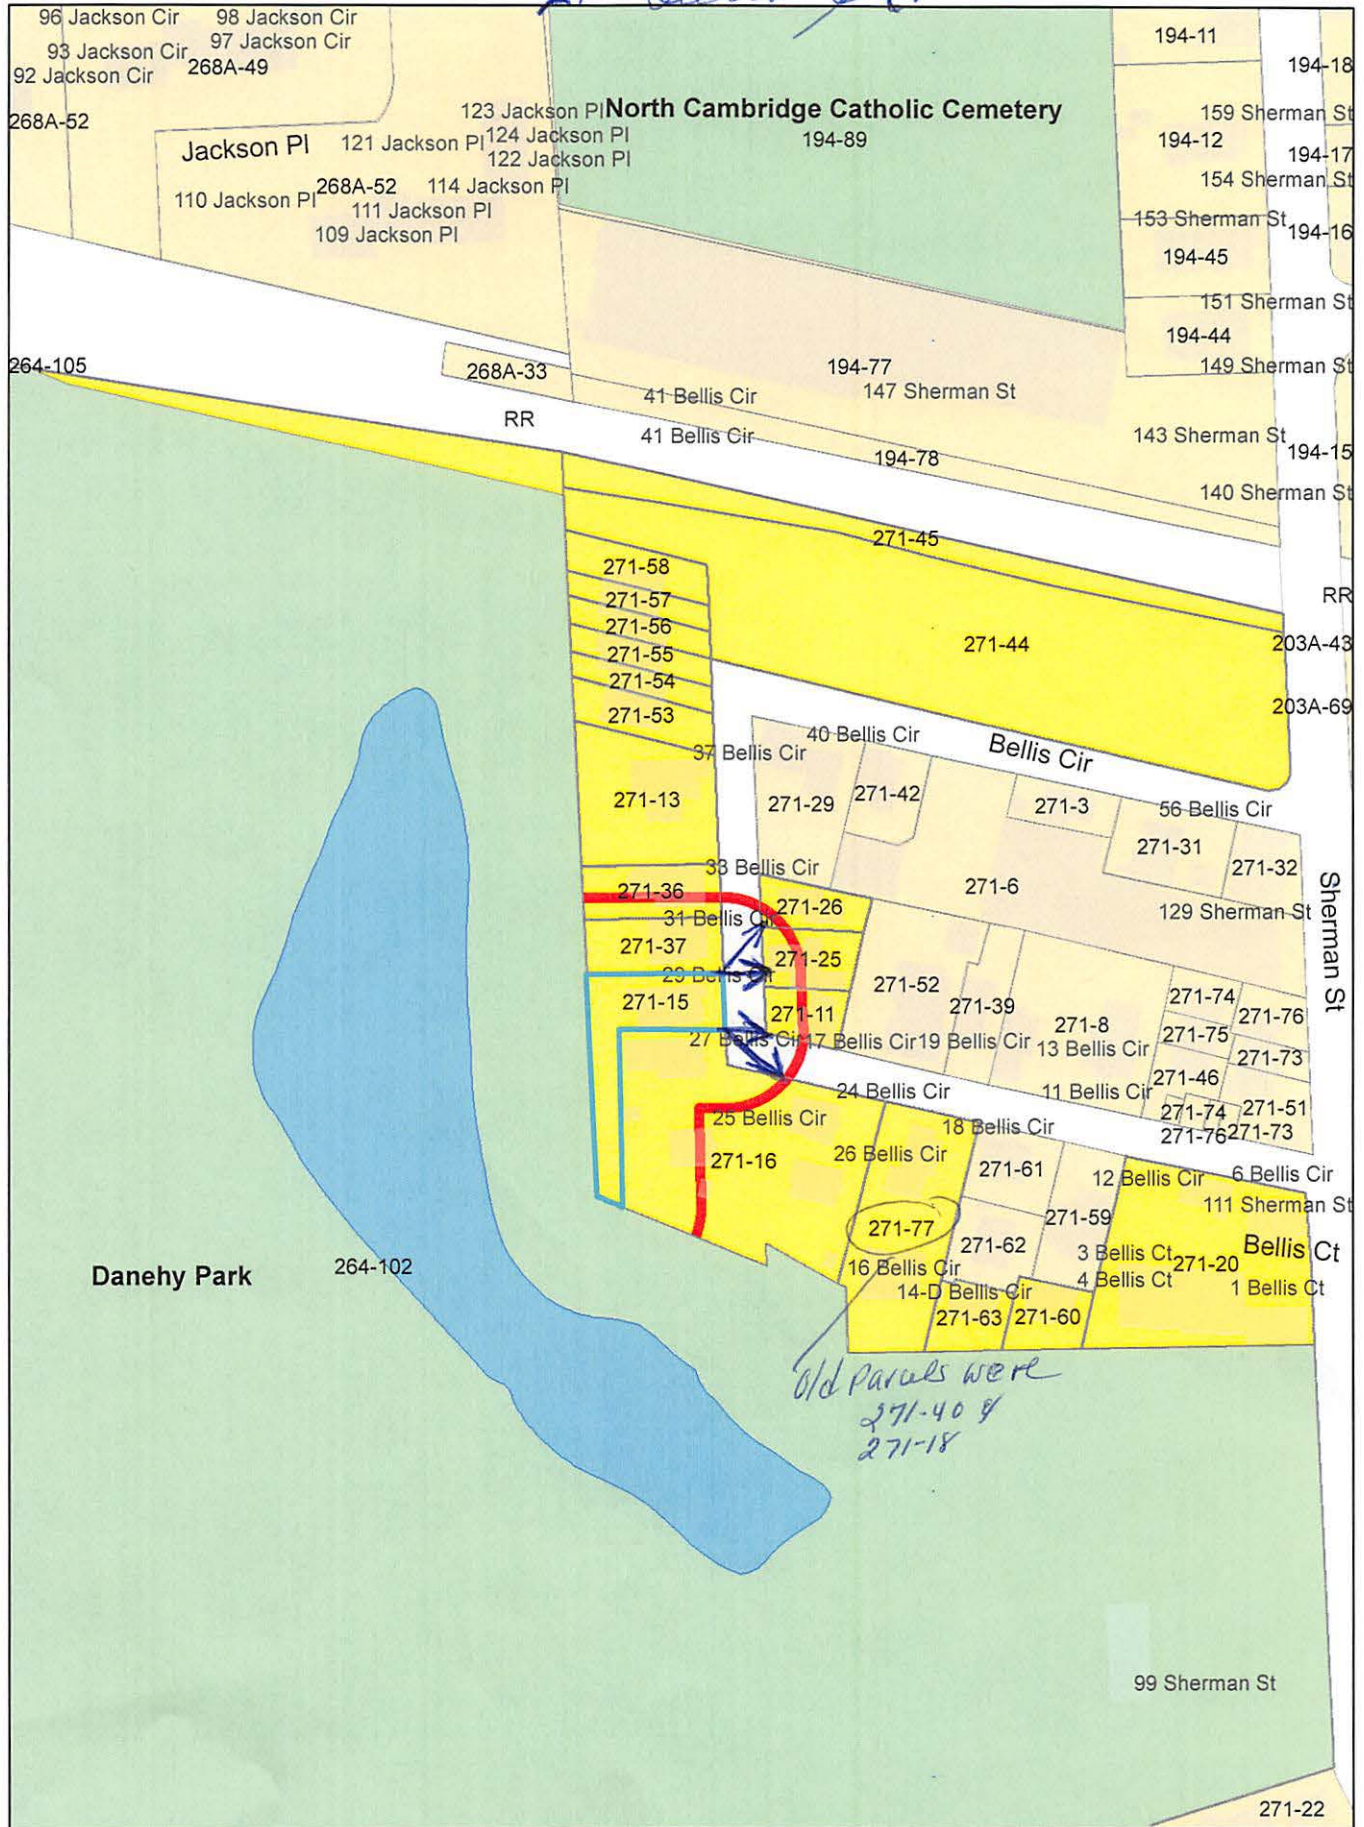 96 Jackson Cir
98 Jackson Cir
93 Jackson Cir
97 Jackson Cir
92 Jackson Cir
268A-49
268A-52
Jackson Pl
123 Jackson Pl
121 Jackson Pl
124 Jackson Pl
122 Jackson Pl
110 Jackson Pl
268A-52
114 Jackson Pl
111 Jackson Pl
109 Jackson Pl
North Cambridge Catholic Cemetery
194-89
194-11
194-18
159 Sherman St
194-12
194-17
154 Sherman St
153 Sherman St
194-16
194-45
151 Sherman St
194-44
149 Sherman St
264-105
268A-33
194-77
41 Bellis Cir
147 Sherman St
RR
41 Bellis Cir
143 Sherman St
194-15
194-78
140 Sherman St
271-45
271-58
271-57
RR
271-56
271-44
203A-43
271-55
271-54
203A-69
271-53
37 Bellis Cir
40 Bellis Cir
Bellis Cir
271-13
271-29
271-42
271-3
56 Bellis Cir
271-31
271-32
33 Bellis Cir
271-36
271-26
271-6
Sherman St
31 Bellis Cir
129 Sherman St
271-37
271-25
29 Bellis Cir
271-52
271-15
271-11
271-39
271-8
271-74
271-76
271-75
27 Bellis Cir
17 Bellis Cir
19 Bellis Cir
13 Bellis Cir
271-73
271-46
24 Bellis Cir
11 Bellis Cir
271-74
271-51
25 Bellis Cir
18 Bellis Cir
271-76
271-73
271-16
26 Bellis Cir
271-61
12 Bellis Cir
6 Bellis Cir
111 Sherman St
271-77
271-59
271-62
3 Bellis Ct
271-20
Bellis Ct
16 Bellis Cir
4 Bellis Ct
1 Bellis Ct
14-D Bellis Cir
271-63
271-60
Danehy Park
264-102
old Parcels were
271-40 &
271-18
99 Sherman St
271-22